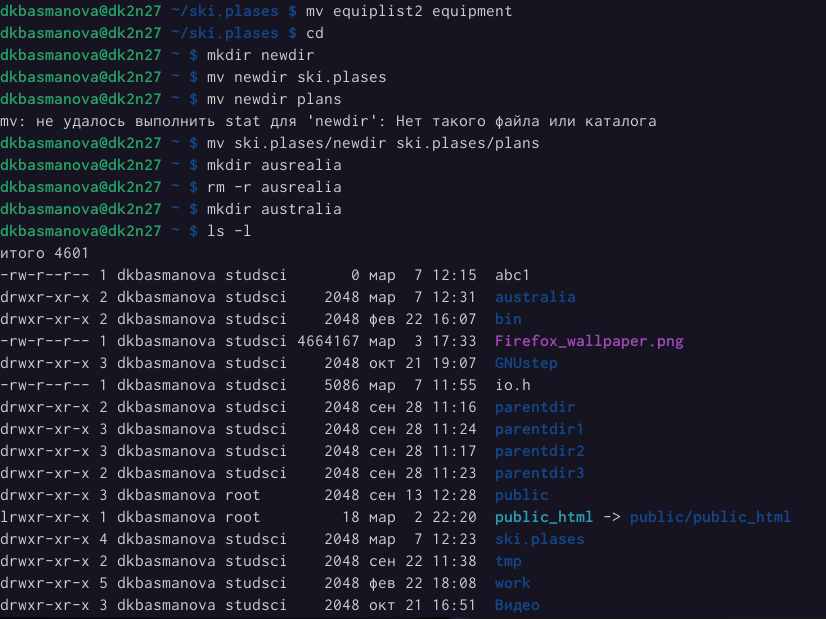 dkbasmanova@dk2n27 ~/ski.plases $ mv equiplist2 equipment
dkbasmanova@dk2n27 ~/ski.plases $ cd
dkbasmanova@dk2n27 ~ $ mkdir newdir
dkbasmanova@dk2n27 ~ $ mv newdir ski.plases
dkbasmanova@dk2n27 ~ $ mv newdir plans
mv: не удалось выполнить stat для 'newdir': Нет такого файла или каталога
dkbasmanova@dk2n27 ~ $ mv ski.plases/newdir ski.plases/plans
dkbasmanova@dk2n27 ~ $ mkdir ausrealia
dkbasmanova@dk2n27 ~ $ rm -r ausrealia
dkbasmanova@dk2n27 ~ $ mkdir australia
dkbasmanova@dk2n27 ~ $ ls -l
итого 4601
-rw-r--r-- 1 dkbasmanova studsci       0 мар  7 12:15  abc1
drwxr-xr-x 2 dkbasmanova studsci    2048 мар  7 12:31  australia
drwxr-xr-x 2 dkbasmanova studsci    2048 фев 22 16:07  bin
-rw-r--r-- 1 dkbasmanova studsci 4664167 мар  3 17:33  Firefox_wallpaper.png
drwxr-xr-x 3 dkbasmanova studsci    2048 окт 21 19:07  GNUstep
-rw-r--r-- 1 dkbasmanova studsci    5086 мар  7 11:55  io.h
drwxr-xr-x 2 dkbasmanova studsci    2048 сен 28 11:16  parentdir
drwxr-xr-x 3 dkbasmanova studsci    2048 сен 28 11:24  parentdir1
drwxr-xr-x 3 dkbasmanova studsci    2048 сен 28 11:17  parentdir2
drwxr-xr-x 2 dkbasmanova studsci    2048 сен 28 11:23  parentdir3
drwxr-xr-x 3 dkbasmanova root       2048 сен 13 12:28  public
lrwxr-xr-x 1 dkbasmanova root         18 мар  2 22:20  public_html -> public/public_html
drwxr-xr-x 4 dkbasmanova studsci    2048 мар  7 12:23  ski.plases
drwxr-xr-x 2 dkbasmanova studsci    2048 сен 22 11:38  tmp
drwxr-xr-x 5 dkbasmanova studsci    2048 фев 22 18:08  work
drwxr-xr-x 3 dkbasmanova studsci    2048 окт 21 16:51  Видео